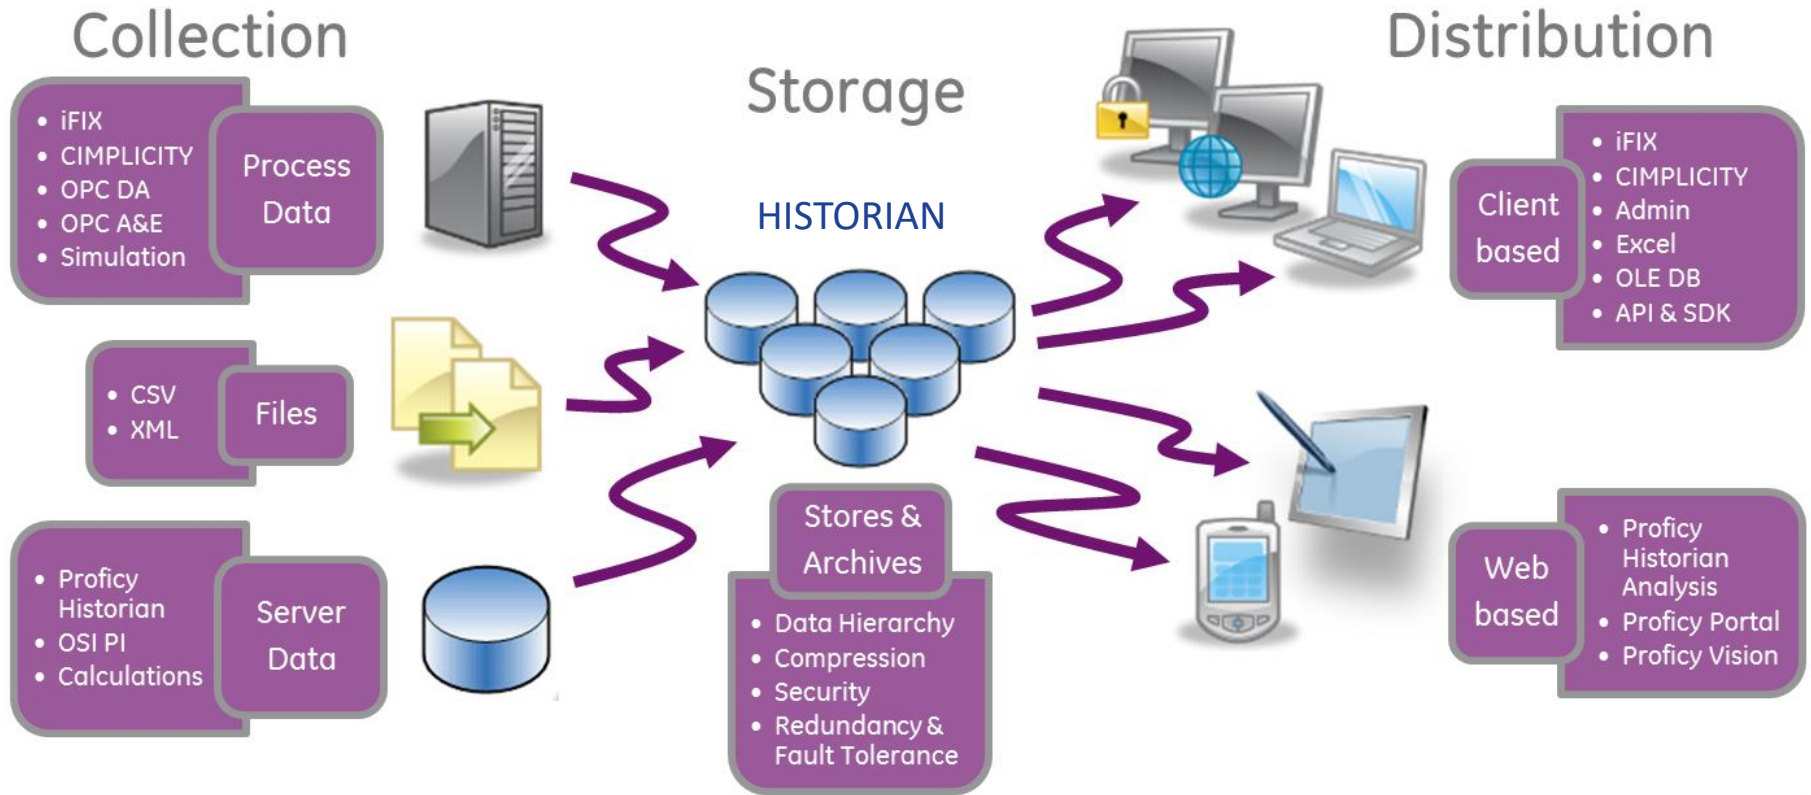 Collection
• iFIX
• CIMPLICITY
• OPC DA
• OPC A&E
• Simulation
Process
Data
• CSV
• XML
Files
• Proficy
Historian
• OSI PI
• Calculations
Server
Data
Storage
HISTORIAN
Stores &
Archives
• Data Hierarchy
• Compression
• Security
• Redundancy &
Fault Tolerance
Distribution
Client
based
• iFIX
• CIMPLICITY
• Admin
• Excel
• OLE DB
• API & SDK
Web
based
• Proficy
Historian
Analysis
• Proficy Portal
• Proficy Vision